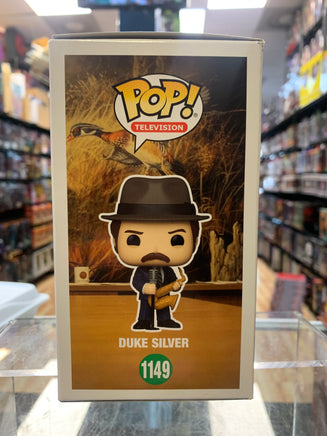 POP!
TELEVISION
DUKE SILVER
1149